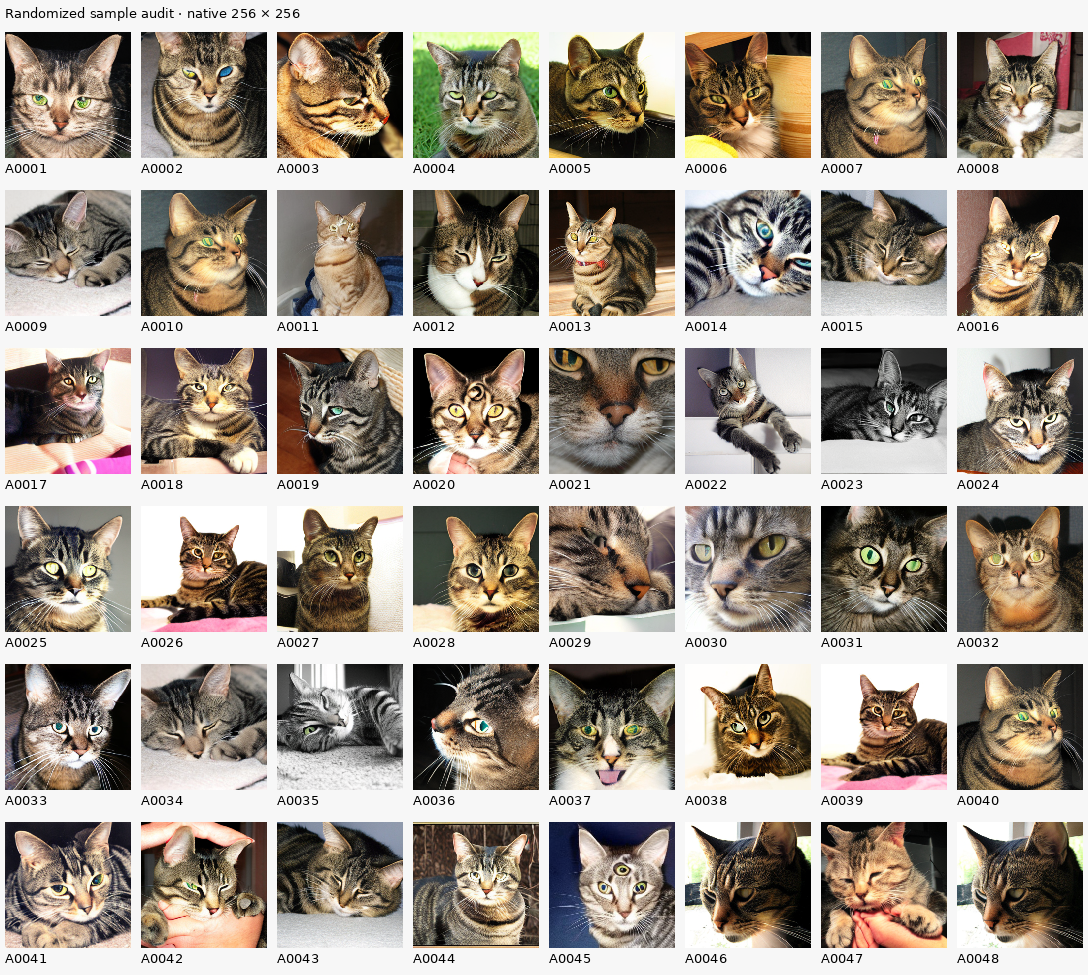 Randomized sample audit · native 256 × 256
A0001 A0002 A0003 A0004 A0005 A0006 A0007 A0008
A0009 A0010 A0011 A0012 A0013 A0014 A0015 A0016
A0017 A0018 A0019 A0020 A0021 A0022 A0023 A0024
A0025 A0026 A0027 A0028 A0029 A0030 A0031 A0032
A0033 A0034 A0035 A0036 A0037 A0038 A0039 A0040
A0041 A0042 A0043 A0044 A0045 A0046 A0047 A0048